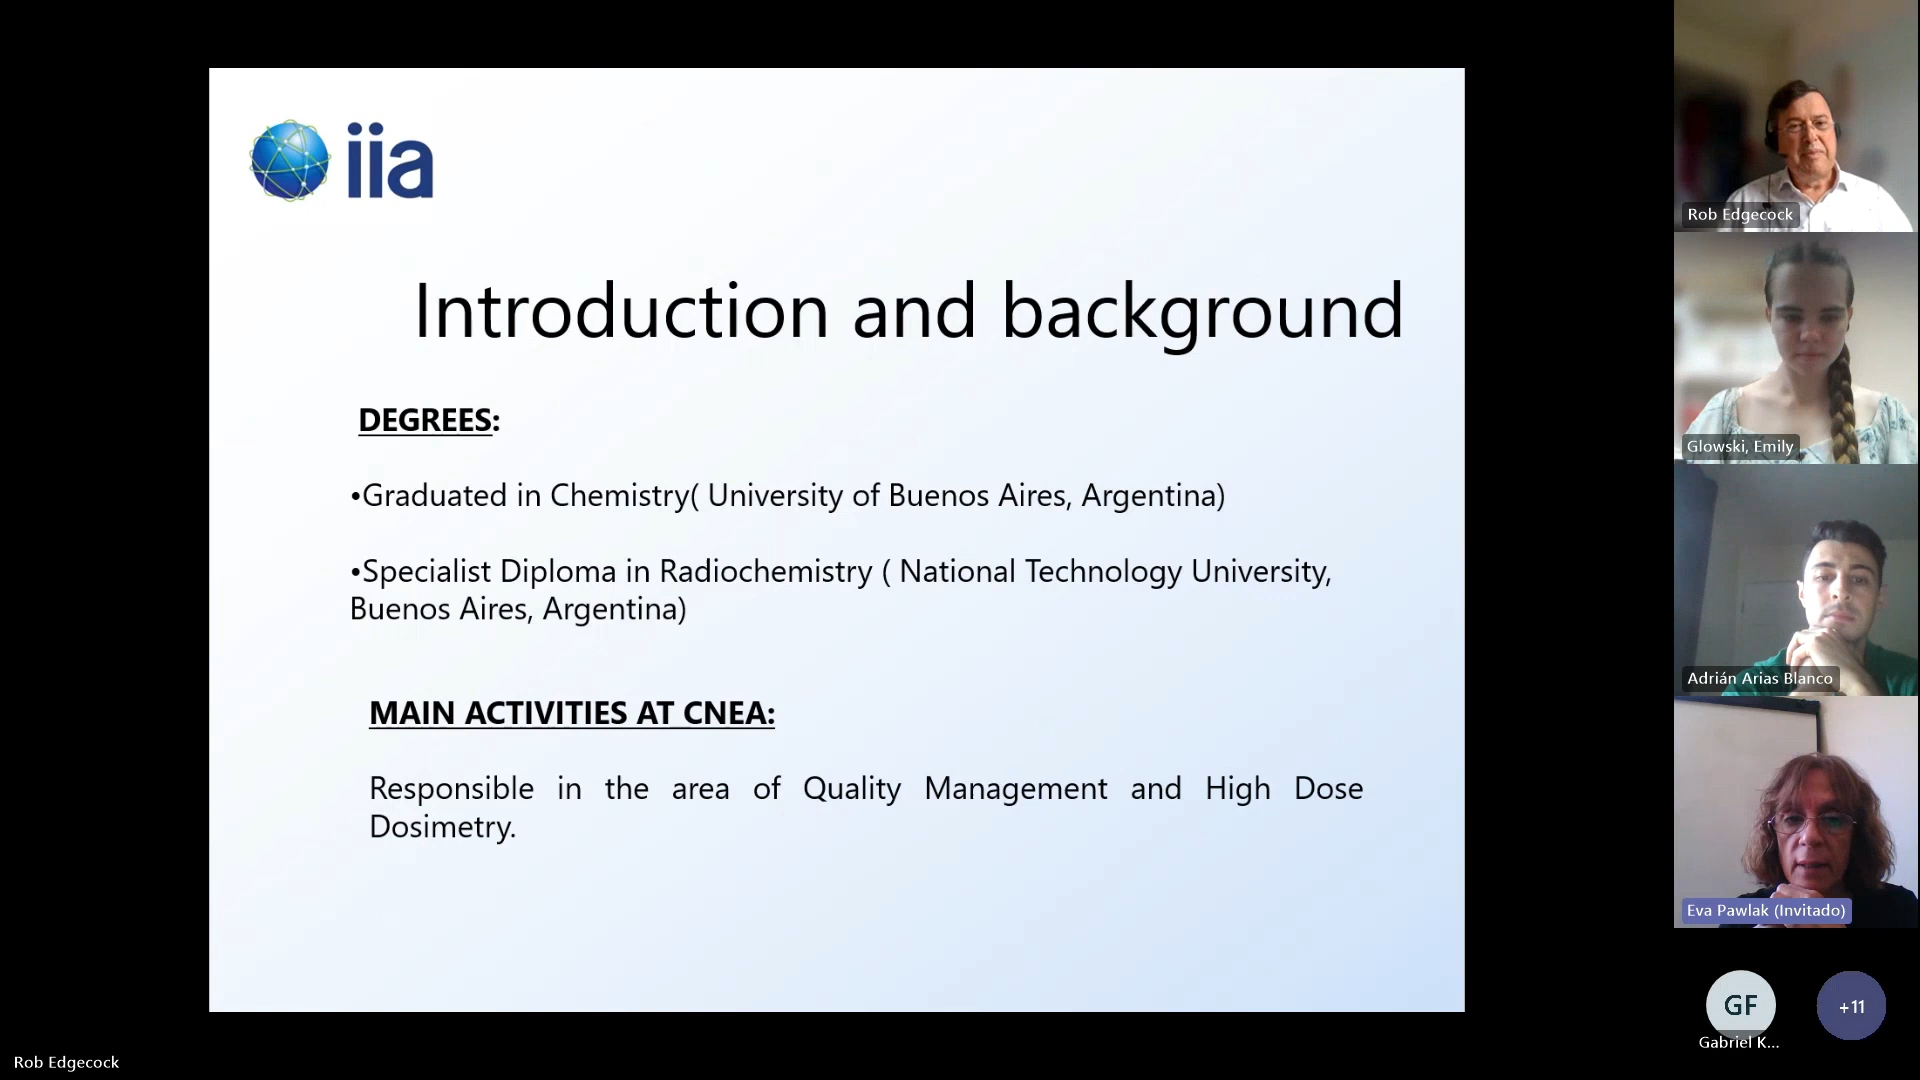 iia
Introduction and background
DEGREES:
•Graduated in Chemistry( University of Buenos Aires, Argentina)
•Specialist Diploma in Radiochemistry ( National Technology University,
Buenos Aires, Argentina)
MAIN ACTIVITIES AT CNEA:
Responsible in the area of Quality Management and High Dose
Dosimetry.
Rob Edgecock
Glowski, Emily
Adrián Arias Blanco
Eva Pawlak (Invitado)
GF
+11
Gabriel K...
Rob Edgecock